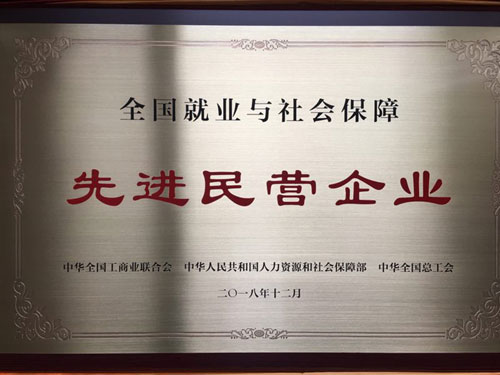 全国就业与社会保障
先进民营企业
中华全国工商业联合会 中华人民共和国人力资源和社会保障部 中华全国总工会
二〇一八年十二月